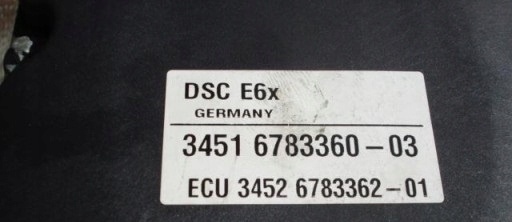 DSC E6x
GERMANY
3451 6783360-03
ECU 3452 6783362-01